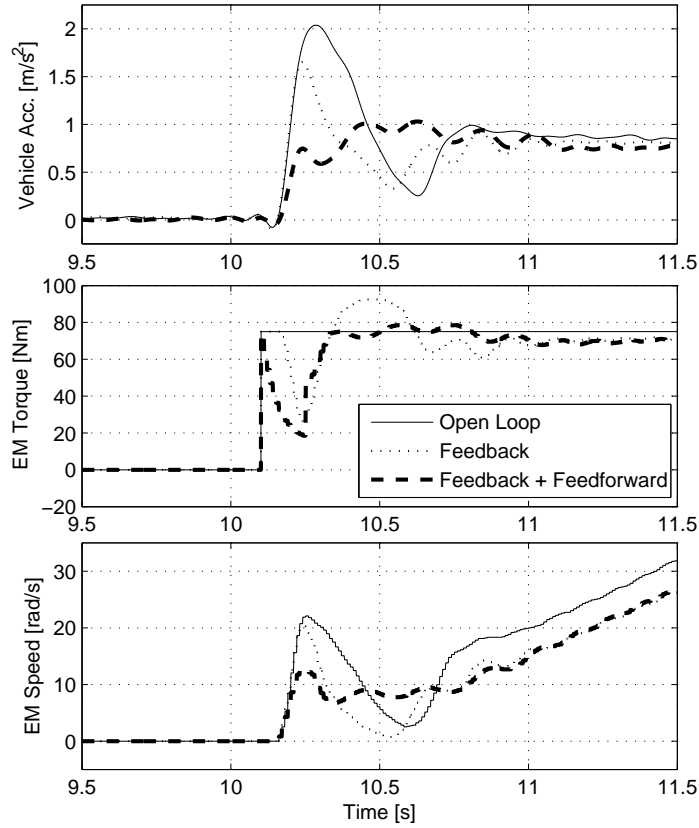 2
1.5
1
0.5
0
Vehicle Acc. [m/s²]
9.5 10 10.5 11 11.5
100
80
60
40
20
0
−20
EM Torque [Nm]
Open Loop
Feedback
Feedback + Feedforward
9.5 10 10.5 11 11.5
30
20
10
0
EM Speed [rad/s]
9.5 10 10.5 11 11.5
Time [s]